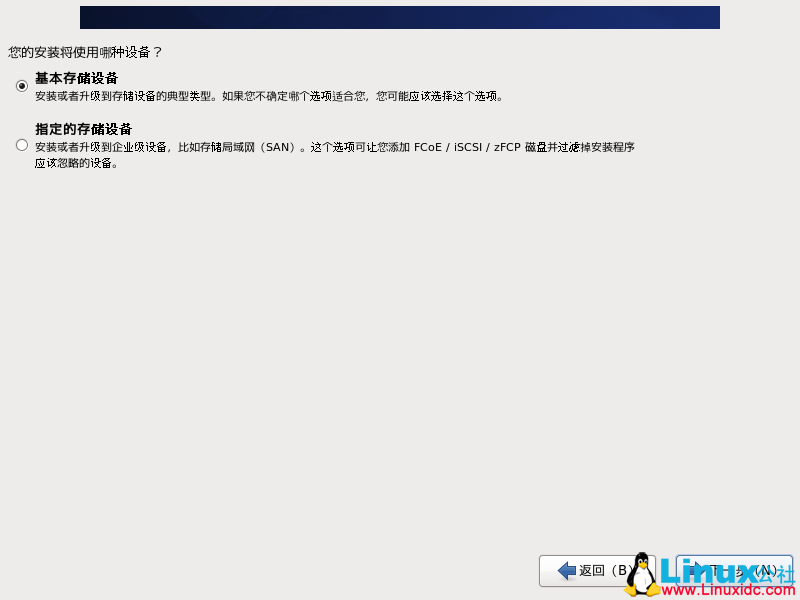 您的安装将使用哪种设备？
基本存储设备
安装或者升级到存储设备的典型类型。如果您不确定哪个选项适合您，您可能应该选择这个选项。
指定的存储设备
安装或者升级到企业级设备，比如存储局域网（SAN）。这个选项可让您添加 FCoE / iSCSI / zFCP 磁盘并过滤掉安装程序
应该忽略的设备。
返回（B）
下一步（N）
Linux公社
www.Linuxidc.com